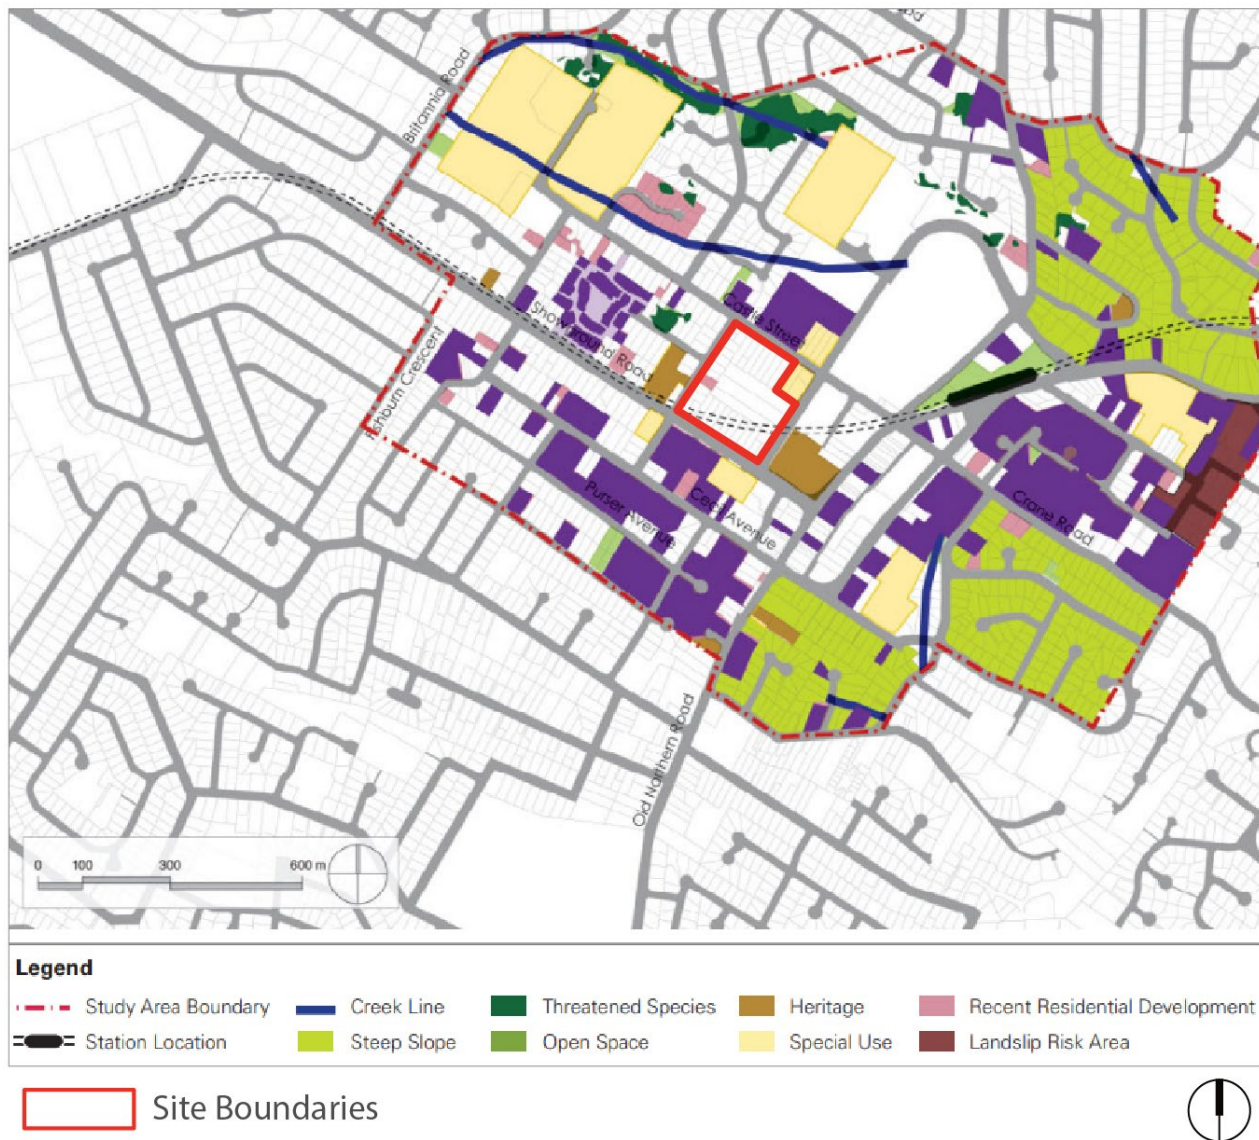 Britannia Road
Castle Street
Showground Road
Fishburn Crescent
Purser Avenue
Cecil Avenue
Crane Road
Old Northern Road
0 100 300 600 m
Legend
Study Area Boundary Creek Line Threatened Species Heritage Recent Residential Development
Station Location Steep Slope Open Space Special Use Landslip Risk Area
Site Boundaries